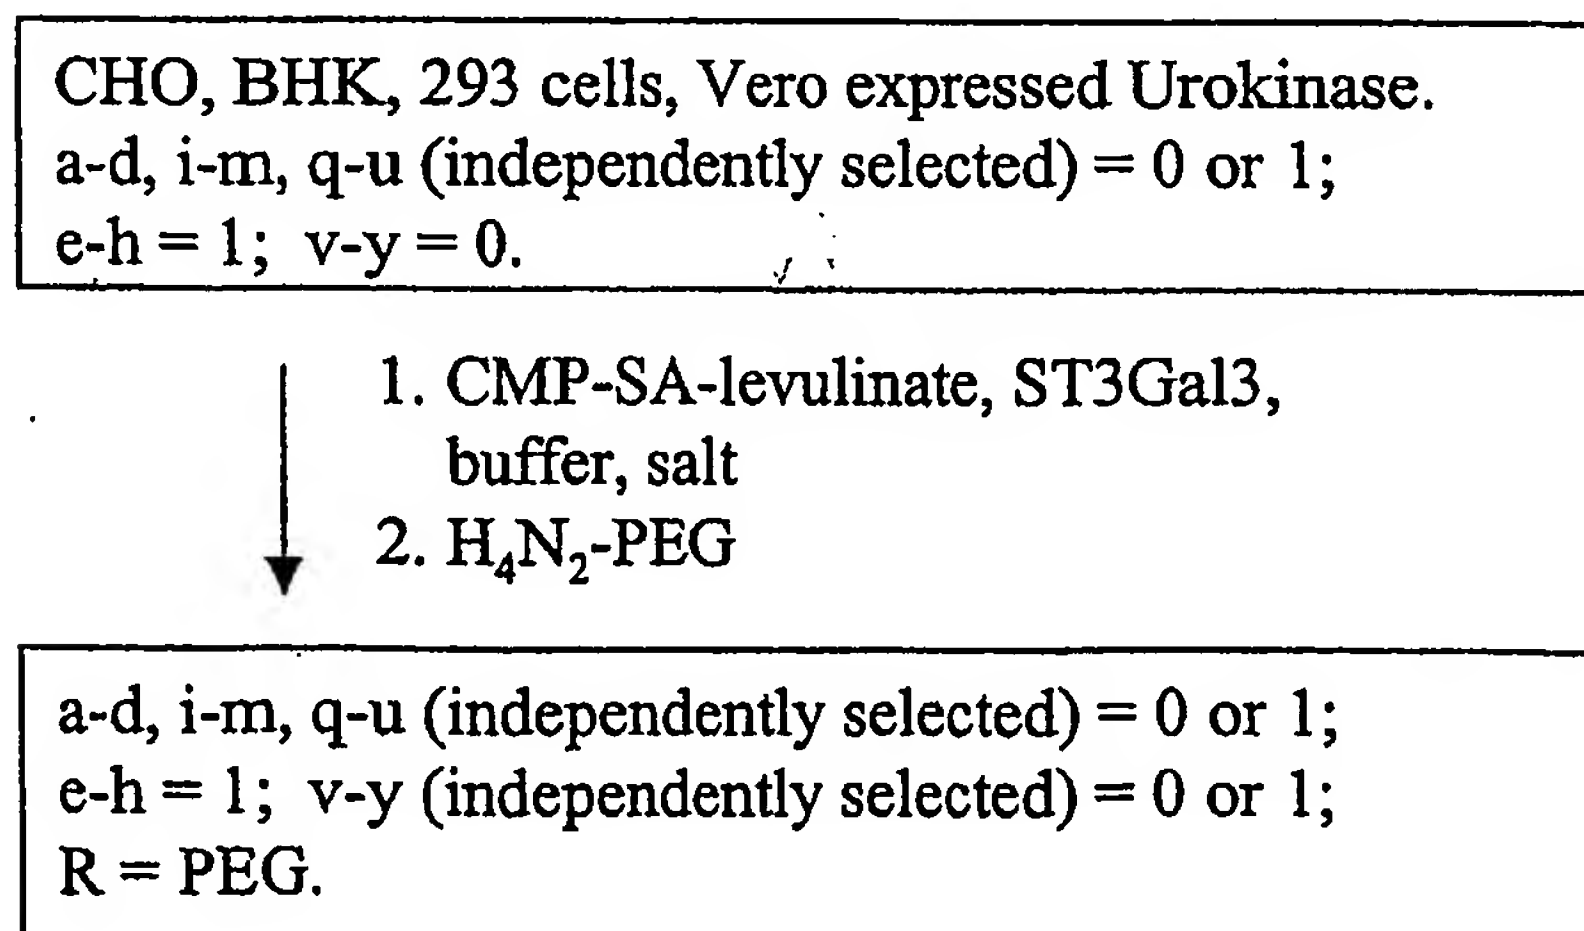 CHO, BHK, 293 cells, Vero expressed Urokinase.
a-d, i-m, q-u (independently selected) = 0 or 1;
e-h = 1; v-y = 0.
1. CMP-SA-levulinate, ST3Gal3,
buffer, salt
2. H₄N₂-PEG
a-d, i-m, q-u (independently selected) = 0 or 1;
e-h = 1; v-y (independently selected) = 0 or 1;
R = PEG.